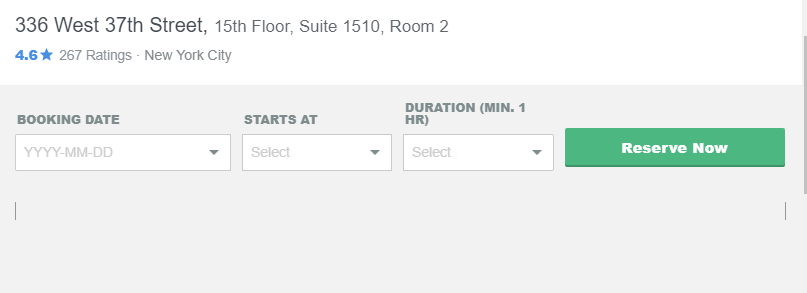 336 West 37th Street, 15th Floor, Suite 1510, Room 2
4.6 267 Ratings · New York City
BOOKING DATE
YYYY-MM-DD
STARTS AT
Select
DURATION (MIN. 1
HR)
Select
Reserve Now